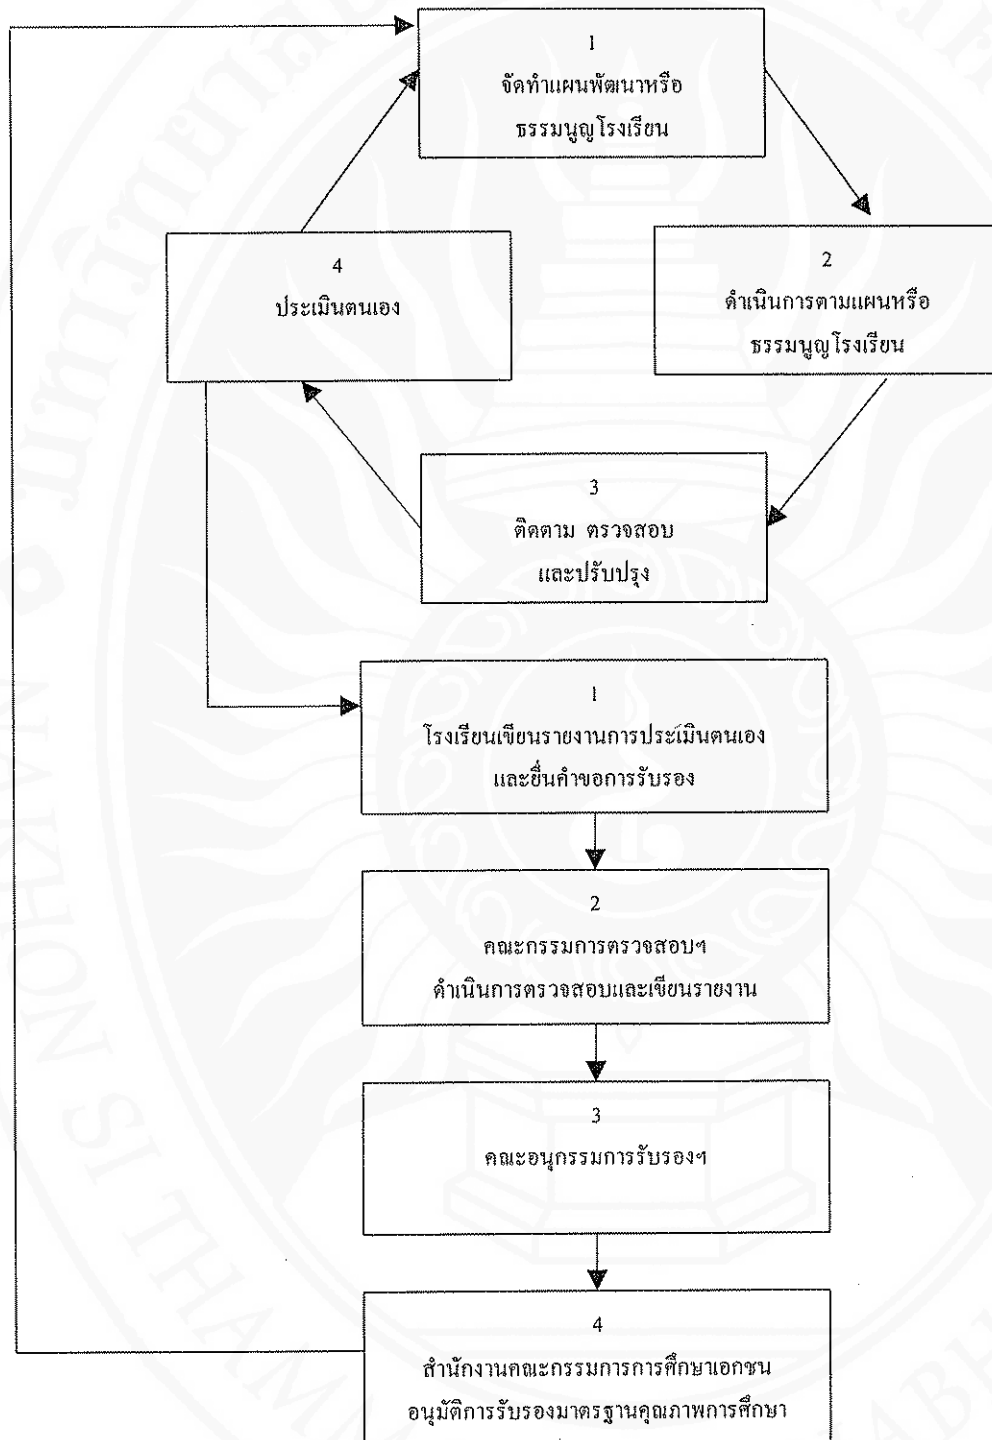 1
จัดทำแผนพัฒนาหรือ
ธรรมนูญโรงเรียน
4
ประเมินตนเอง
2
ดำเนินการตามแผนหรือ
ธรรมนูญโรงเรียน
3
ติดตาม ตรวจสอบ
และปรับปรุง
1
โรงเรียนเขียนรายงานการประเมินตนเอง
และยื่นคำขอการรับรอง
2
คณะกรรมการตรวจสอบฯ
ดำเนินการตรวจสอบและเขียนรายงาน
3
คณะอนุกรรมการรับรองฯ
4
สำนักงานคณะกรรมการการศึกษาเอกชน
อนุมัติการรับรองมาตรฐานคุณภาพการศึกษา